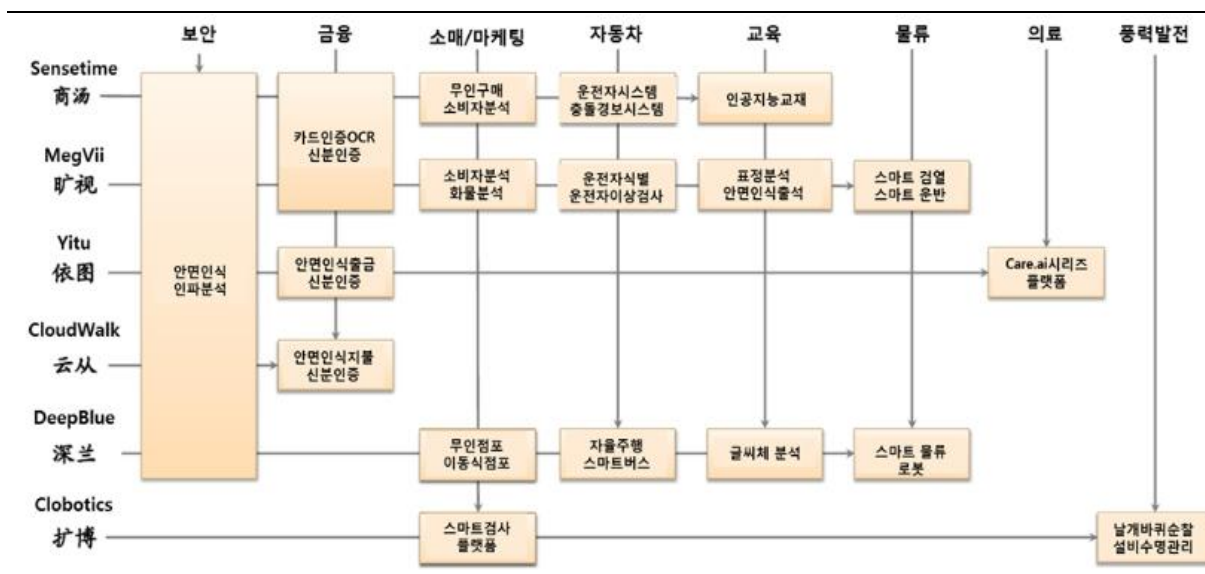 보안 금융 소매/마케팅 자동차 교육 물류 의료 풍력발전
Sensetime
商汤
무인구매
소비자분석
운전자시스템
충돌경보시스템
인공지능교재
카드인증OCR
신분인증
MegVii
旷视
소비자분석
화물분석
운전자식별
운전자이상검사
표정분석
안면인식출석
스마트 검열
스마트 운반
Yitu
依图
안면인식
인파분석
안면인식출금
신분인증
Care.ai시리즈
플랫폼
CloudWalk
云从
안면인식지불
신분인증
DeepBlue
深兰
무인점포
이동식점포
자율주행
스마트버스
글씨체 분석
스마트 물류
로봇
Clobotics
扩博
스마트검사
플랫폼
날개바퀴순찰
설비수명관리